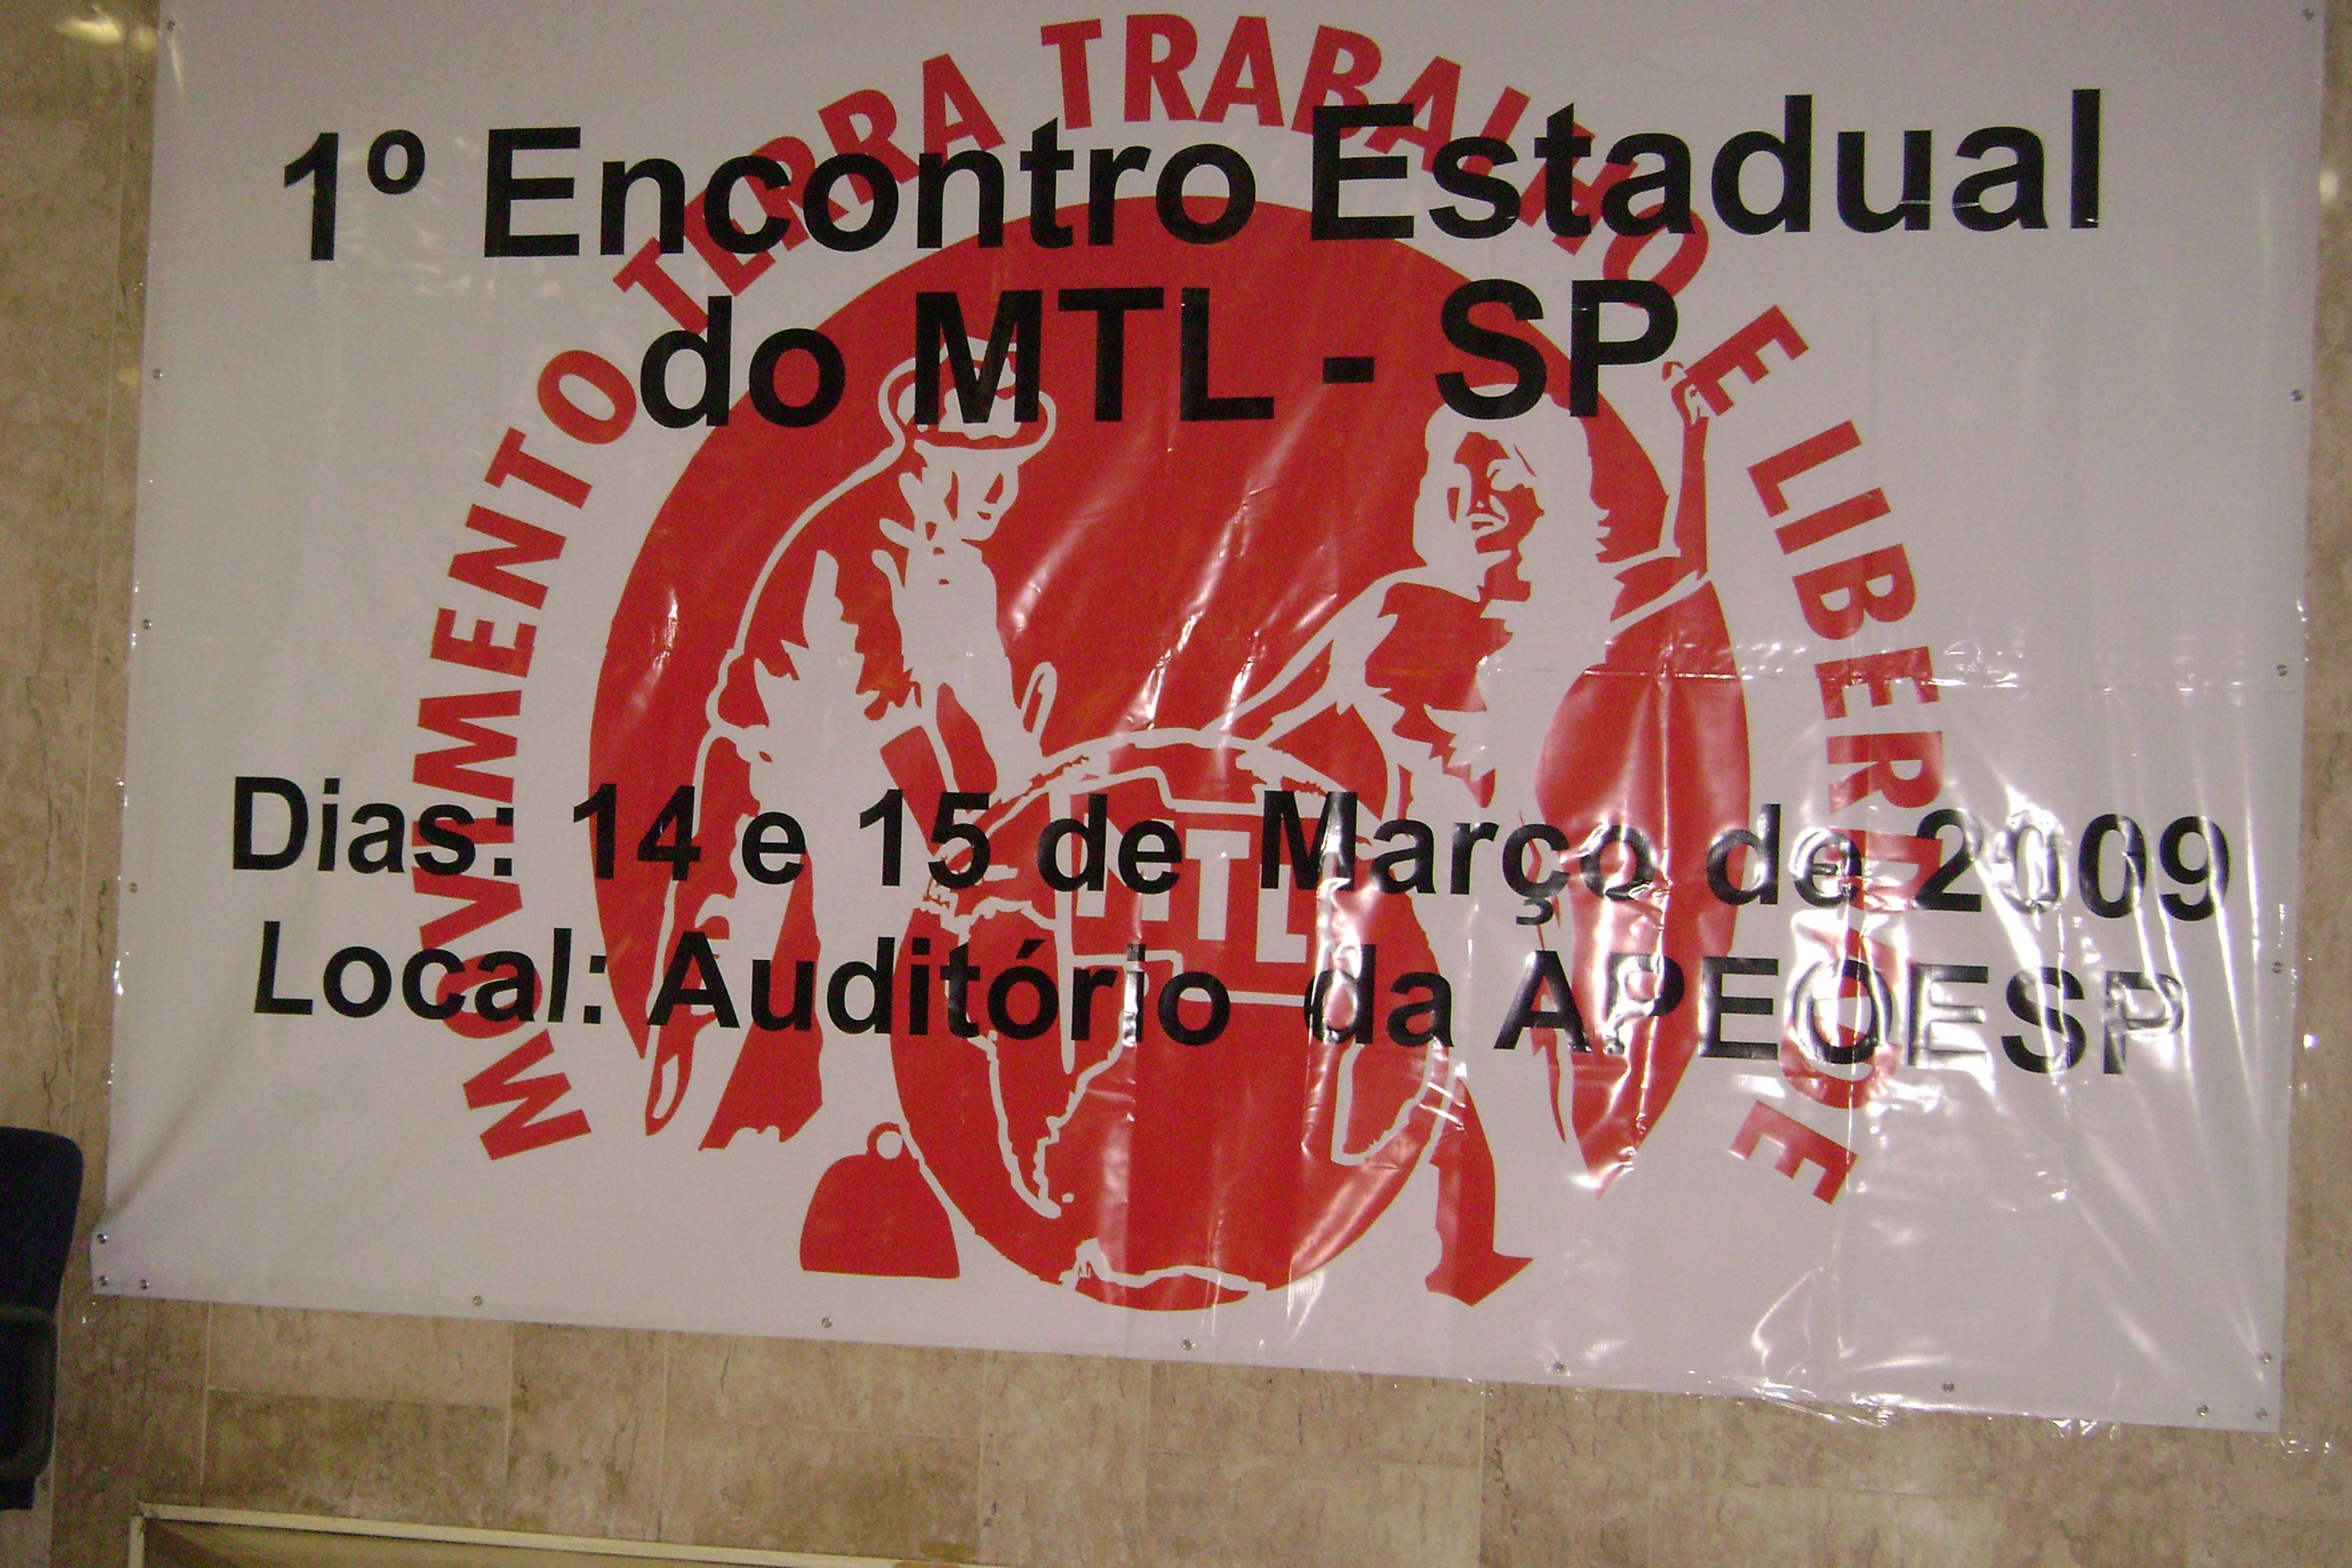 1º Encontro Estadual
do MTL - SP
MOVIMENTO TERRA TRABALHO E LIBERDADE
MTL
Dias: 14 e 15 de Março de 2009
Local: Auditório da APEOESP